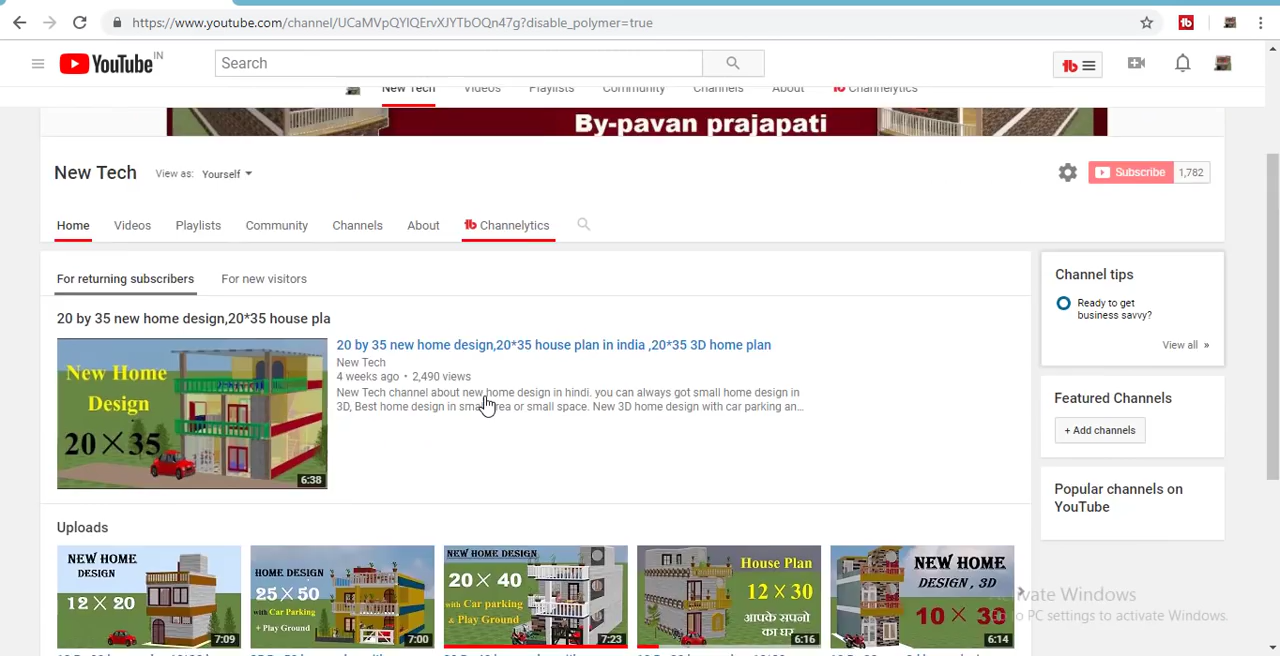 https://www.youtube.com/channel/UCaMVpQYlQErvXJYTbOQn47g?disable_polymer=true
YouTube IN
Search
New Tech Videos Playlists Community Channels About Channelytics
By-pavan prajapati
New Tech View as: Yourself
Subscribe 1,782
Home Videos Playlists Community Channels About Channelytics
For returning subscribers For new visitors
20 by 35 new home design,20*35 house pla
New Home
Design
20×35
6:38
20 by 35 new home design,20*35 house plan in india ,20*35 3D home plan
New Tech
4 weeks ago • 2,490 views
New Tech channel about new home design in hindi. you can always got small home design in
3D, Best home design in small area or small space. New 3D home design with car parking an...
Channel tips
Ready to get
business savvy?
View all »
Featured Channels
+ Add channels
Popular channels on
YouTube
Uploads
NEW HOME
DESIGN
12×20
7:09
HOME DESIGN
25×50
with Car Parking
+ Play Ground
7:00
NEW HOME DESIGN
20×40
with Car parking
& Play Ground
7:23
House Plan
12×30
आपके सपनो
का घर
6:16
NEW HOME
DESIGN , 3D
10×30
6:14
Activate Windows
Go to PC settings to activate Windows.